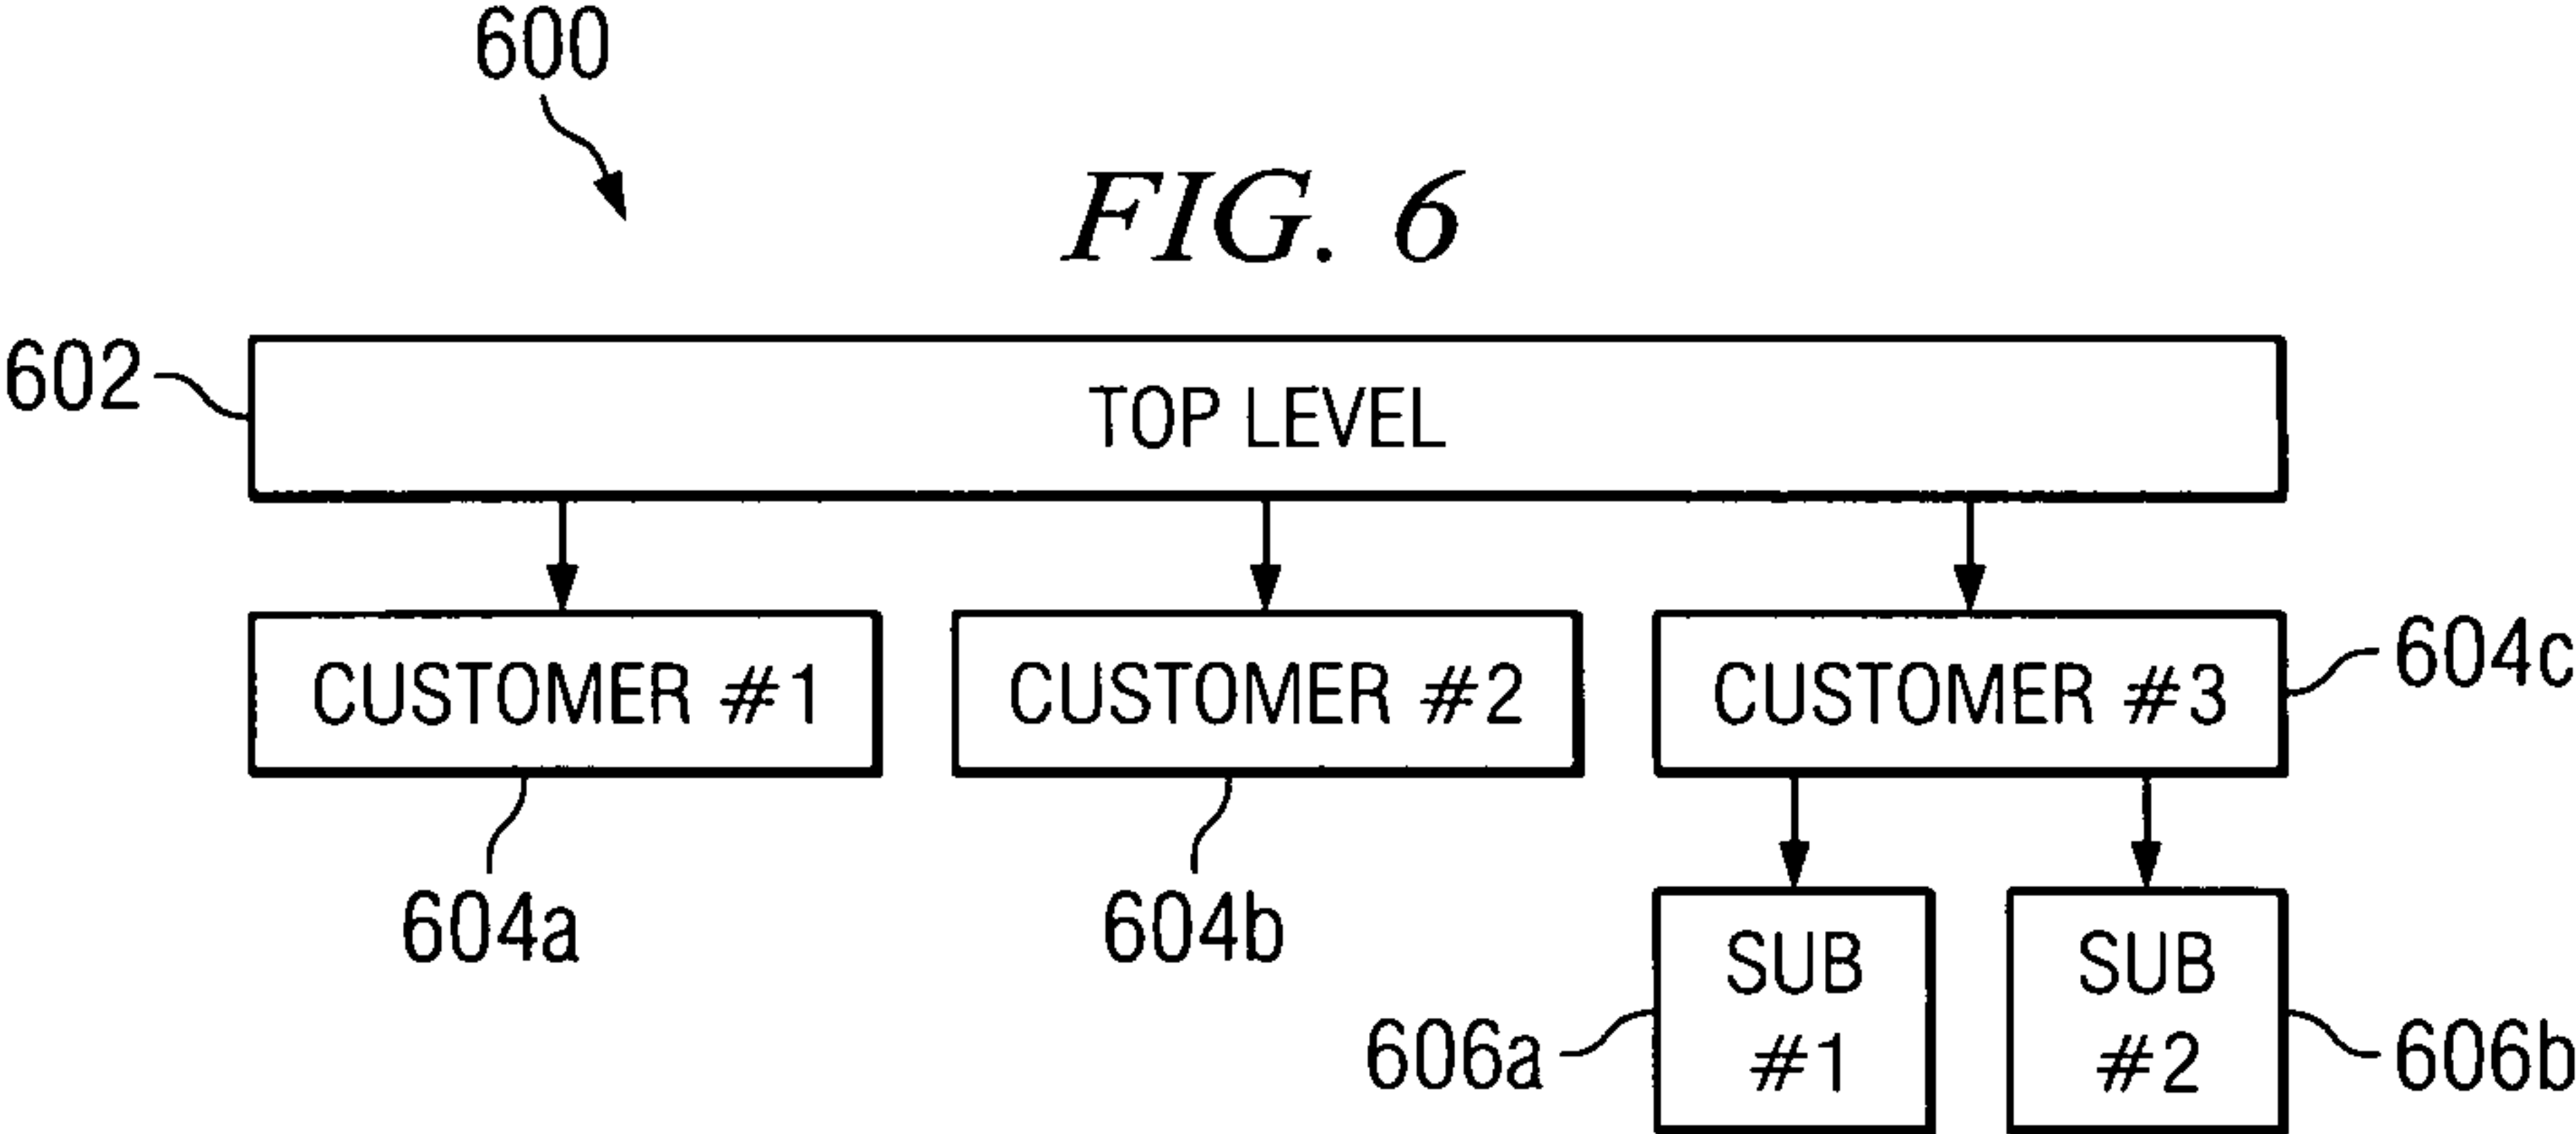 600
FIG. 6
602
TOP LEVEL
CUSTOMER #1
CUSTOMER #2
CUSTOMER #3
604c
604a
604b
SUB
#1
SUB
#2
606a
606b